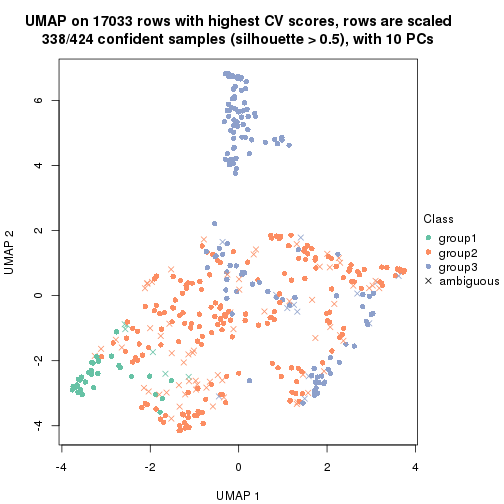 UMAP on 17033 rows with highest CV scores, rows are scaled
338/424 confident samples (silhouette > 0.5), with 10 PCs
6
4
2
0
-2
-4
UMAP 2
-4
-2
0
2
4
UMAP 1
Class
group1
group2
group3
ambiguous